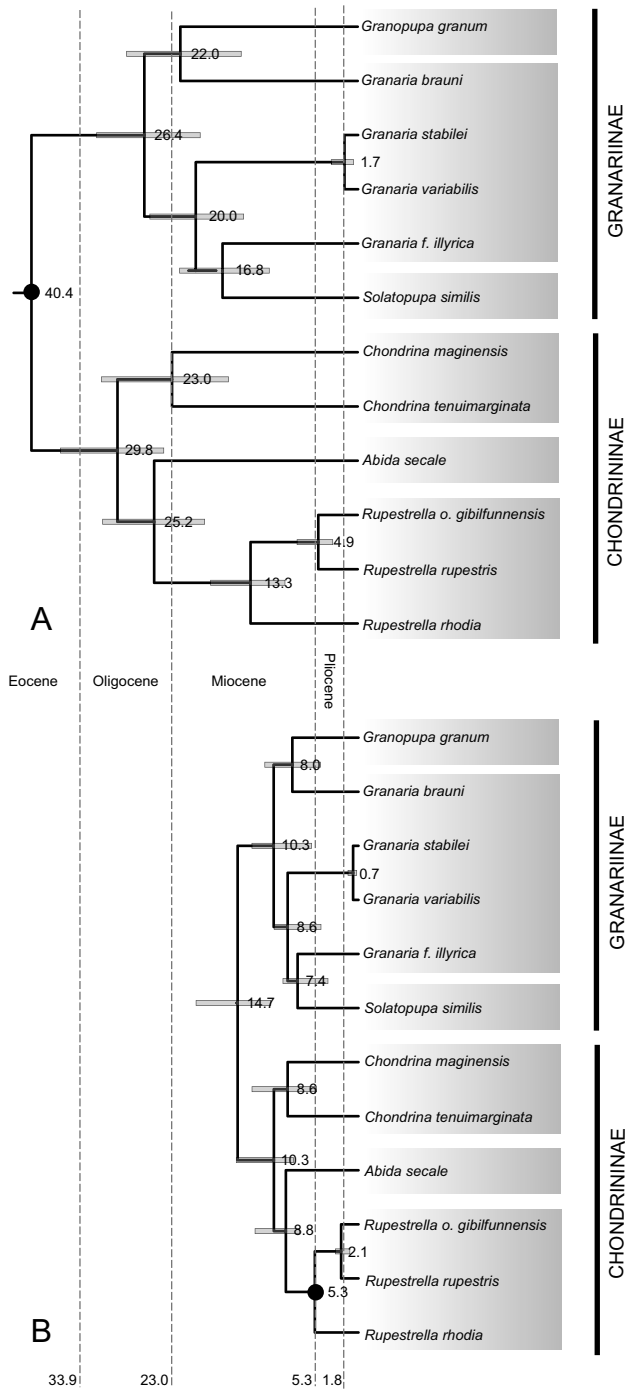 Granopupa granum
22.0
Granaria brauni
GRANARIINAE
Granaria stabilei
26.4
1.7
Granaria variabilis
20.0
Granaria f. illyrica
16.8
40.4
Solatopupa similis
Chondrina maginensis
23.0
Chondrina tenuimarginata
CHONDRININAE
29.8
Abida secale
Rupestrella o. gibilfunnensis
25.2
4.9
Rupestrella rupestris
13.3
A
Rupestrella rhodia
Eocene
Oligocene
Miocene
Pliocene
Granopupa granum
8.0
Granaria brauni
GRANARIINAE
Granaria stabilei
10.3
0.7
Granaria variabilis
8.6
Granaria f. illyrica
7.4
14.7
Solatopupa similis
Chondrina maginensis
8.6
Chondrina tenuimarginata
CHONDRININAE
10.3
Abida secale
Rupestrella o. gibilfunnensis
8.8
2.1
Rupestrella rupestris
5.3
B
Rupestrella rhodia
33.9
23.0
5.3
1.8